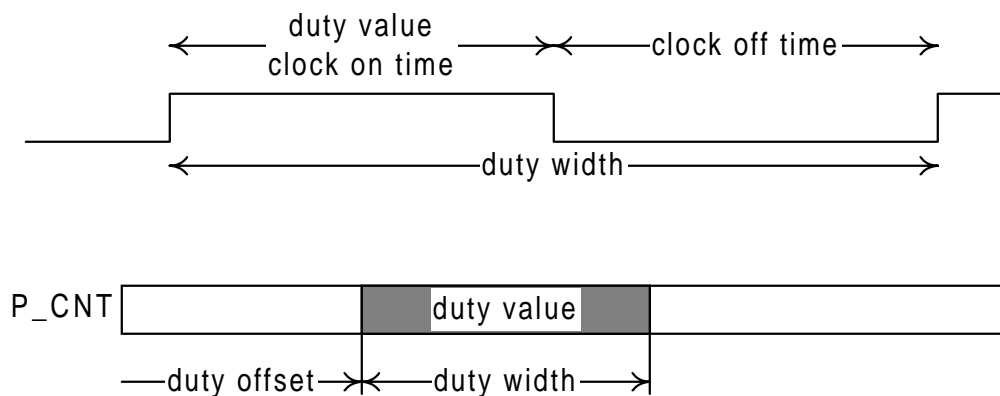 duty value
clock on time
clock off time
duty width
P_CNT
duty value
duty offset
duty width